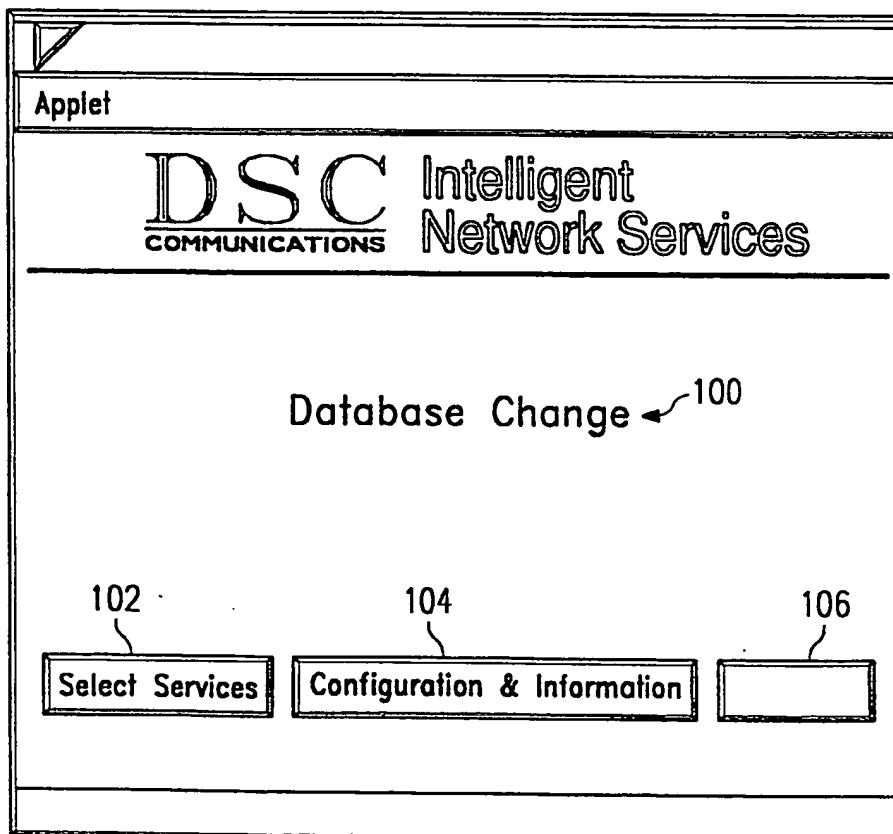 Applet
DSC Intelligent
COMMUNICATIONS Network Services
Database Change 100
102 104 106
Select Services Configuration & Information